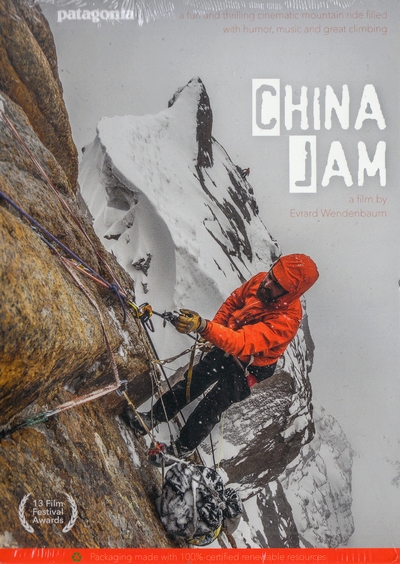 patagonia
a fun and thrilling cinematic mountain ride filled
with humor, music and great climbing
CHINA
JAM
a film by
Evrard Wendenbaum
13 Film
Festival
Awards
Packaging made with 100%-certified renewable resources